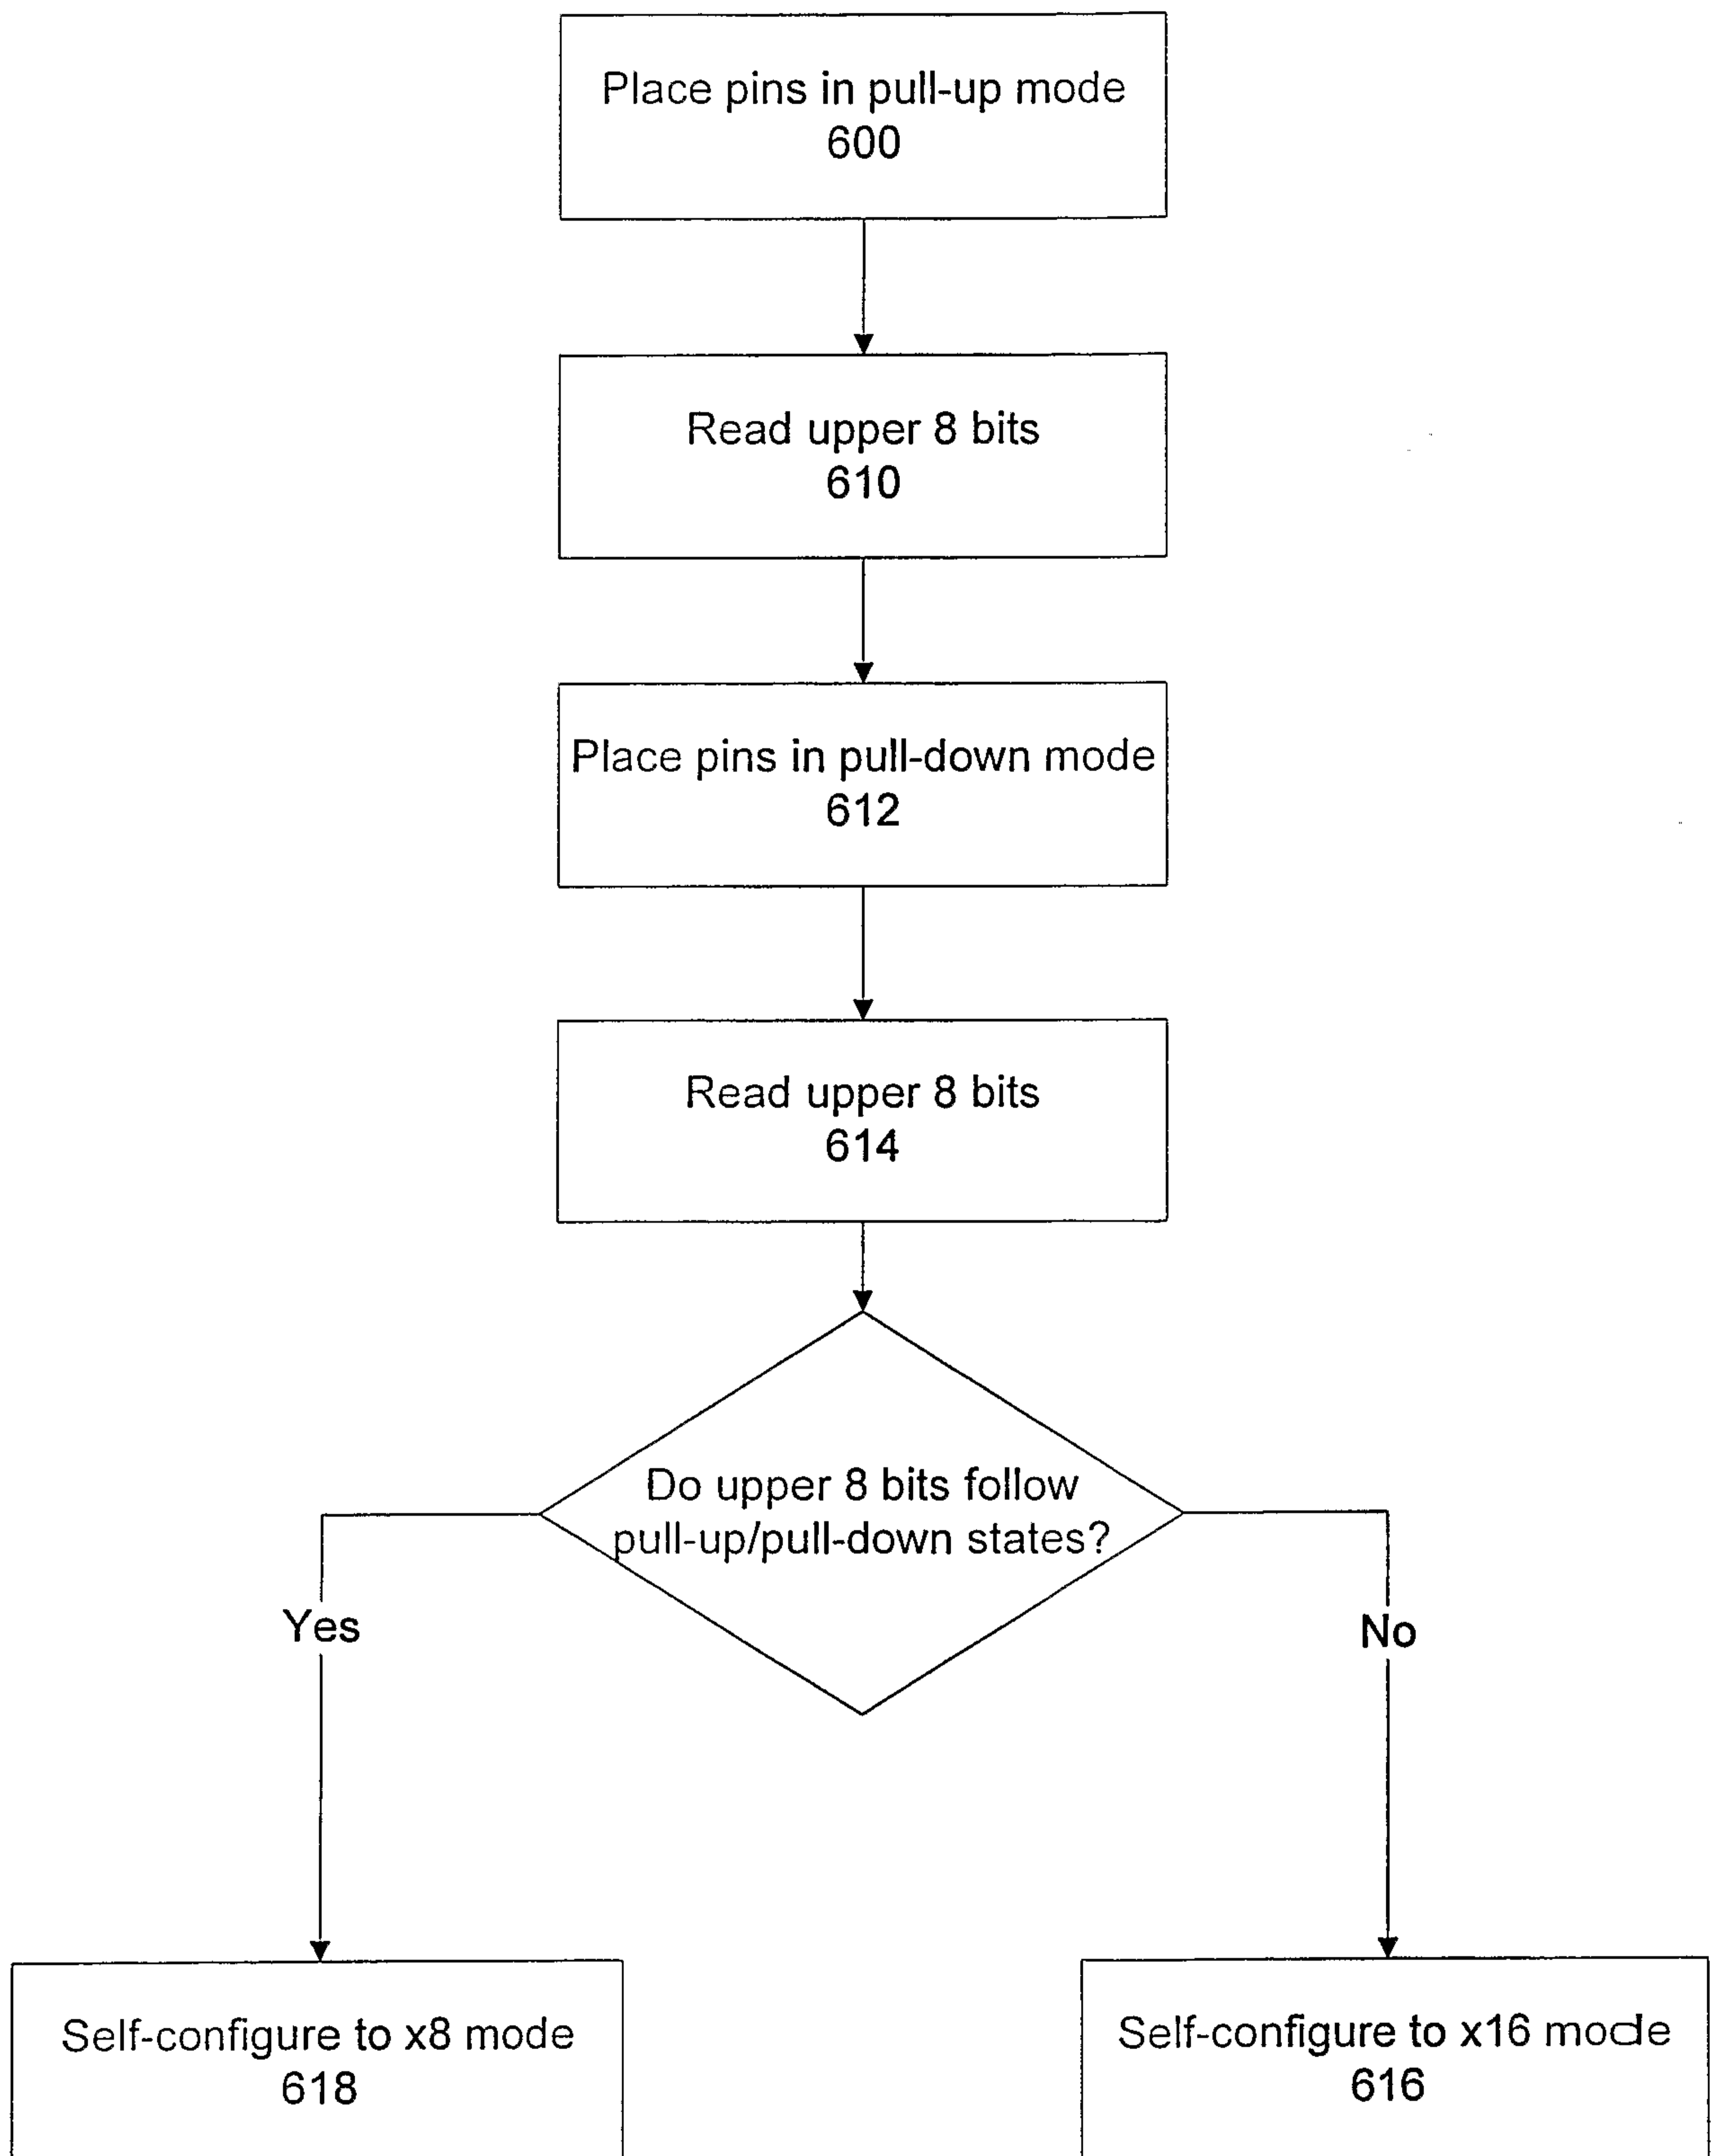 Place pins in pull-up mode
600
Read upper 8 bits
610
Place pins in pull-down mode
612
Read upper 8 bits
614
Do upper 8 bits follow
pull-up/pull-down states?
Yes
No
Self-configure to x8 mode
618
Self-configure to x16 mode
616